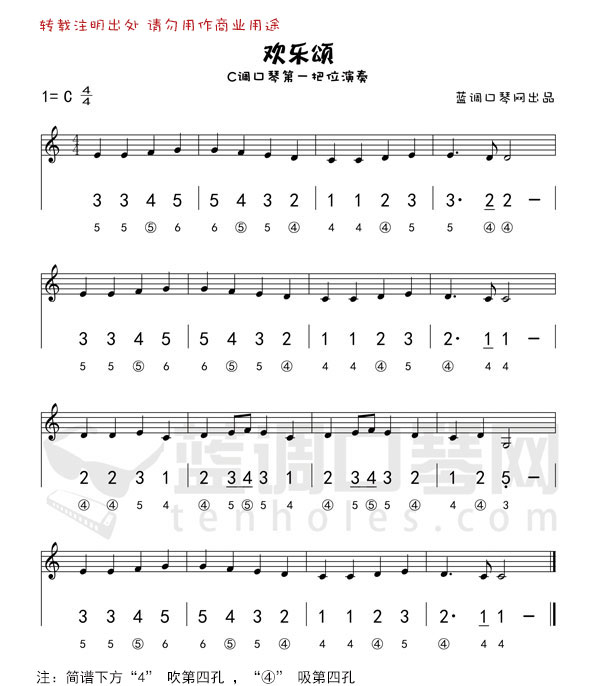 转载注明出处 请勿用作商业用途
欢乐颂
C调口琴第一把位演奏
1= C 4/4
蓝调口琴网出品
3 3 4 5 | 5 4 3 2 | 1 1 2 3 | 3· 2 2 − |
5 5 ⑤ 6 6 ⑤ 5 ④ 4 4 ④ 5 5 ④ ④
3 3 4 5 | 5 4 3 2 | 1 1 2 3 | 2· 1 1 − |
5 5 ⑤ 6 6 ⑤ 5 ④ 4 4 ④ 5 ④ 4 4
2 2 3 1 | 2 3 4 3 1 | 2 3 4 3 2 | 1 2 5̣ − |
④ ④ 5 4 ④ 5 ⑤ 5 4 ④ 5 ⑤ 5 ④ 4 ④ 3
蓝调口琴网
tenholes.com
3 3 4 5 | 5 4 3 2 | 1 1 2 3 | 2· 1 1 − |
5 5 ⑤ 6 6 ⑤ 5 ④ 4 4 ④ 5 ④ 4 4
注：简谱下方“4” 吹第四孔 ，“④” 吸第四孔